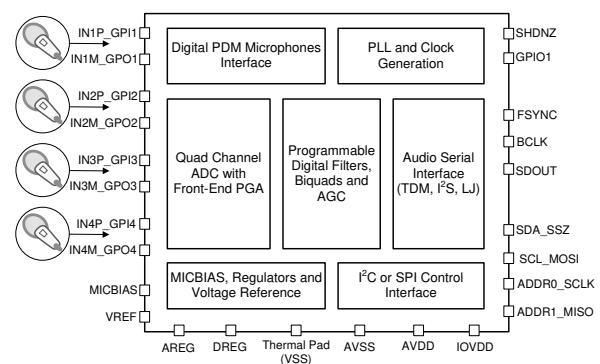 IN1P_GPI1
IN1M_GPO1
IN2P_GPI2
IN2M_GPO2
IN3P_GPI3
IN3M_GPO3
IN4P_GPI4
IN4M_GPO4
MICBIAS
VREF
Digital PDM Microphones
Interface
PLL and Clock
Generation
Quad Channel
ADC with
Front-End PGA
Programmable
Digital Filters,
Biquads and
AGC
Audio Serial
Interface
(TDM, I²S, LJ)
MICBIAS, Regulators and
Voltage Reference
I²C or SPI Control
Interface
SHDNZ
GPIO1
FSYNC
BCLK
SDOUT
SDA_SSZ
SCL_MOSI
ADDR0_SCLK
ADDR1_MISO
AREG
DREG
Thermal Pad
(VSS)
AVSS
AVDD
IOVDD